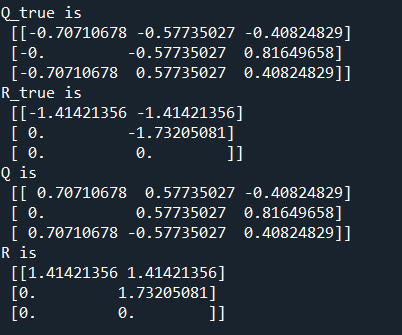 Q_true is
 [[-0.70710678 -0.57735027 -0.40824829]
 [-0.         -0.57735027  0.81649658]
 [-0.70710678  0.57735027  0.40824829]]
R_true is
 [[-1.41421356 -1.41421356]
 [ 0.         -1.73205081]
 [ 0.          0.        ]]
Q is
 [[ 0.70710678  0.57735027 -0.40824829]
 [ 0.          0.57735027  0.81649658]
 [ 0.70710678 -0.57735027  0.40824829]]
R is
 [[1.41421356 1.41421356]
 [0.         1.73205081]
 [0.         0.        ]]